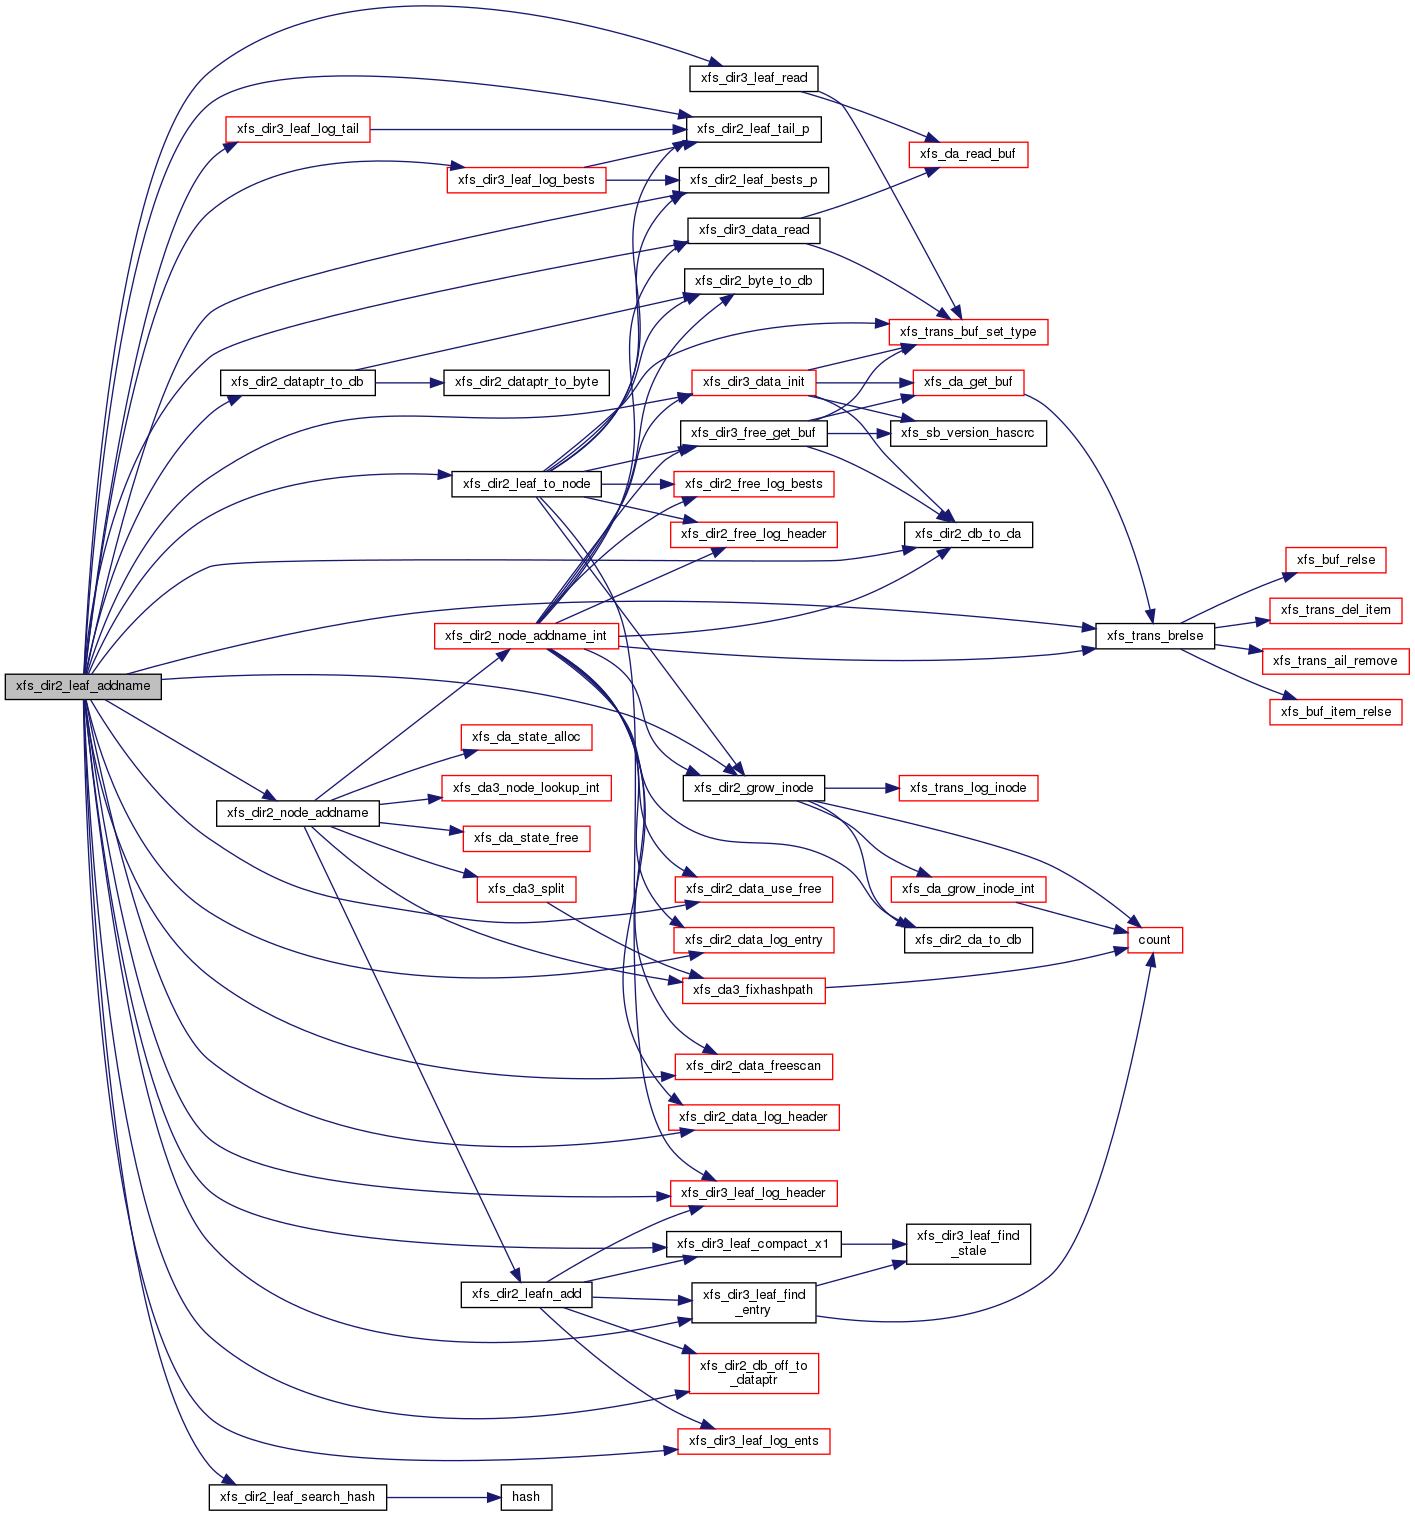 xfs_dir3_leaf_read
xfs_dir3_leaf_log_tail
xfs_dir2_leaf_tail_p
xfs_da_read_buf
xfs_dir3_leaf_log_bests
xfs_dir2_leaf_bests_p
xfs_dir3_data_read
xfs_dir2_byte_to_db
xfs_trans_buf_set_type
xfs_dir2_dataptr_to_db
xfs_dir2_dataptr_to_byte
xfs_dir3_data_init
xfs_da_get_buf
xfs_dir3_free_get_buf
xfs_sb_version_hascrc
xfs_dir2_leaf_to_node
xfs_dir2_free_log_bests
xfs_dir2_free_log_header
xfs_dir2_db_to_da
xfs_buf_relse
xfs_trans_del_item
xfs_dir2_node_addname_int
xfs_trans_brelse
xfs_trans_ail_remove
xfs_dir2_leaf_addname
xfs_buf_item_relse
xfs_da_state_alloc
xfs_da3_node_lookup_int
xfs_dir2_grow_inode
xfs_trans_log_inode
xfs_dir2_node_addname
xfs_da_state_free
xfs_da3_split
xfs_dir2_data_use_free
xfs_da_grow_inode_int
xfs_dir2_data_log_entry
xfs_dir2_da_to_db
count
xfs_da3_fixhashpath
xfs_dir2_data_freescan
xfs_dir2_data_log_header
xfs_dir3_leaf_log_header
xfs_dir3_leaf_compact_x1
xfs_dir3_leaf_find
_stale
xfs_dir2_leafn_add
xfs_dir3_leaf_find
_entry
xfs_dir2_db_off_to
_dataptr
xfs_dir3_leaf_log_ents
xfs_dir2_leaf_search_hash
hash